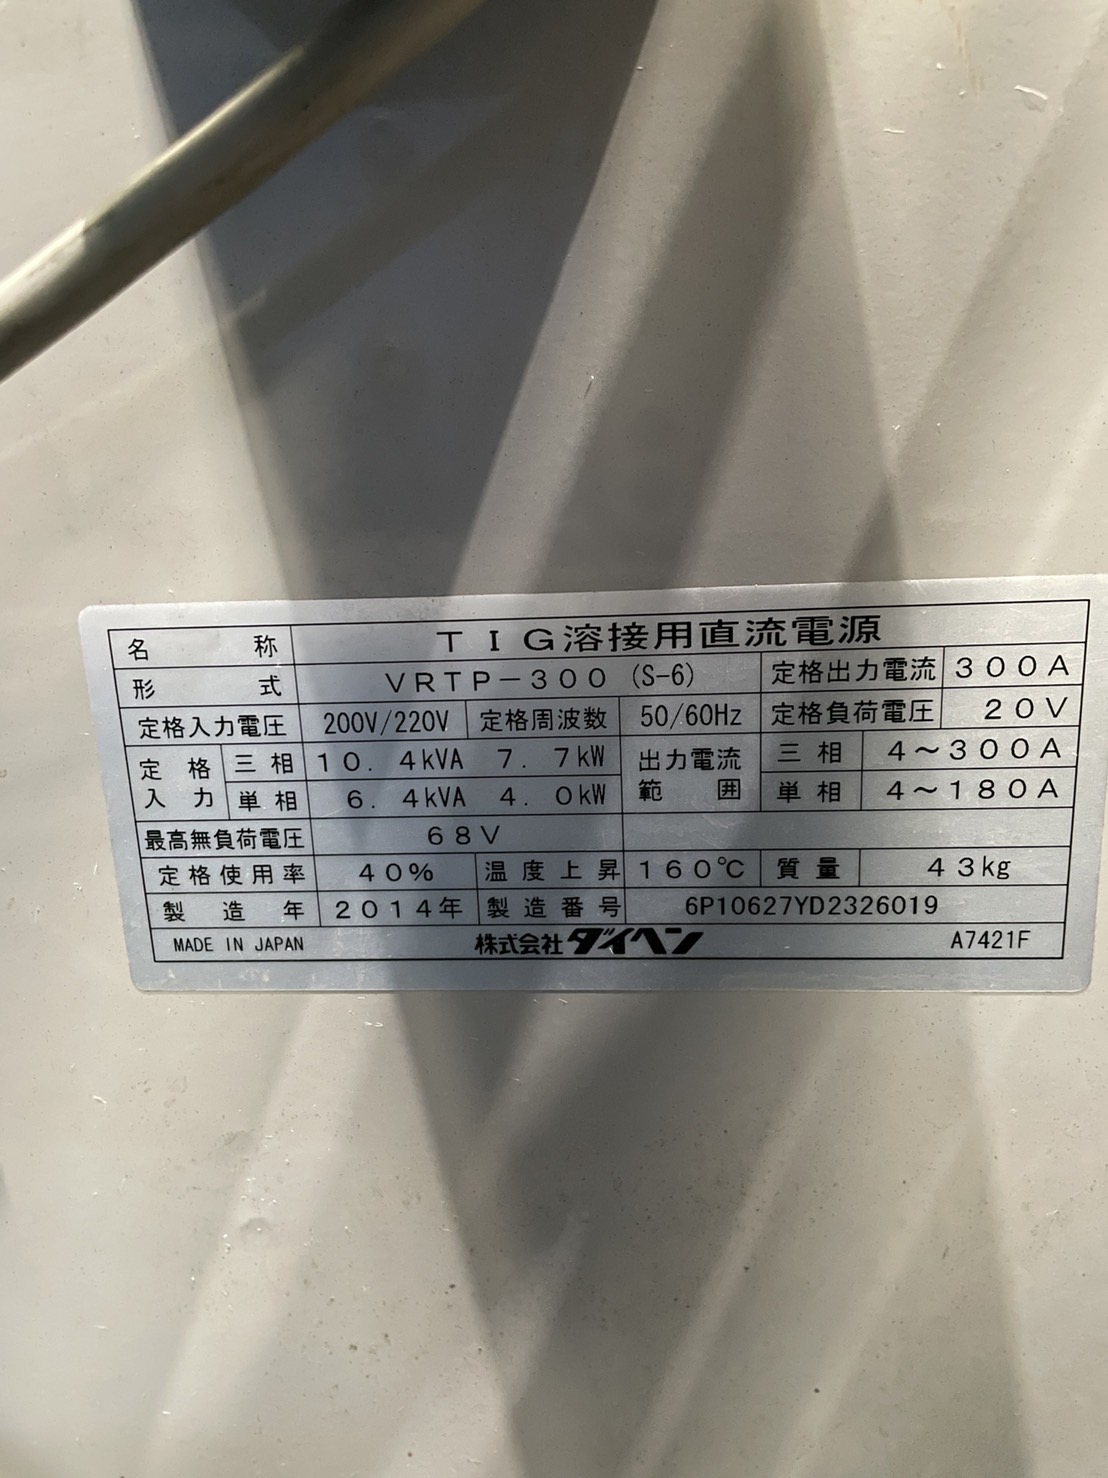 名称 TIG溶接用直流電源
形式 VRTP-300 (S-6) 定格出力電流 300A
定格入力電圧 200V/220V 定格周波数 50/60Hz 定格負荷電圧 20V
定格入力 三相 10.4kVA 7.7kW 出力電流範囲 三相 4～300A
単相 6.4kVA 4.0kW 単相 4～180A
最高無負荷電圧 68V
定格使用率 40% 温度上昇 160℃ 質量 43kg
製造年 2014年 製造番号 6P10627YD2326019
MADE IN JAPAN 株式会社ダイヘン A7421F